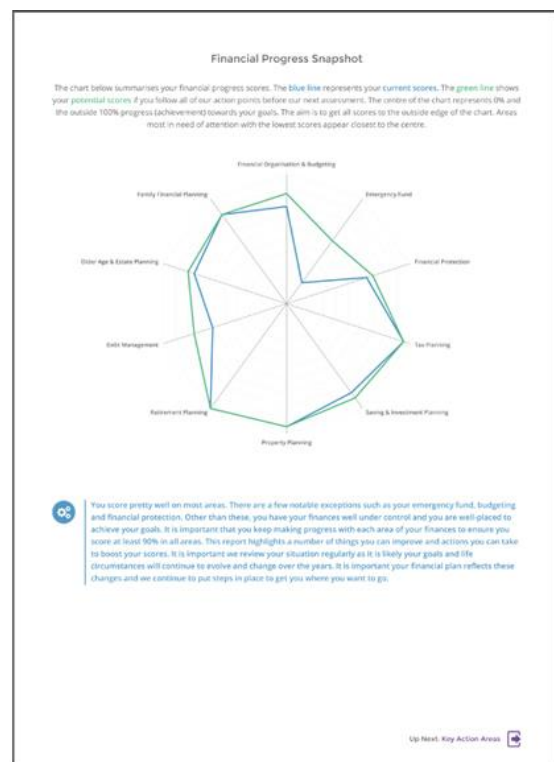 Financial Progress Snapshot
The chart below summarises your financial progress scores. The blue line represents your current scores. The green line shows
your potential scores if you follow all of our action points before our next assessment. The centre of the chart represents 0% and
the outside 100% progress (achievement) towards your goals. The aim is to get all scores to the outside edge of the chart. Areas
most in need of attention with the lowest scores appear closest to the centre.
Financial Organisation & Budgeting
Family Financial Planning
Emergency Fund
Older Age & Estate Planning
Financial Protection
Debt Management
Tax Planning
Retirement Planning
Saving & Investment Planning
Property Planning
You score pretty well on most areas. There are a few notable exceptions such as your emergency fund, budgeting
and financial protection. Other than these, you have your finances well under control and you are well-placed to
achieve your goals. It is important that you keep making progress with each area of your finances to ensure you
score at least 90% in all areas. This report highlights a number of things you can improve and actions you can take
to boost your scores. It is important we review your situation regularly as it is likely your goals and life
circumstances will continue to evolve and change over the years. It is important your financial plan reflects these
changes and we continue to put steps in place to get you where you want to go.
Up Next: Key Action Areas